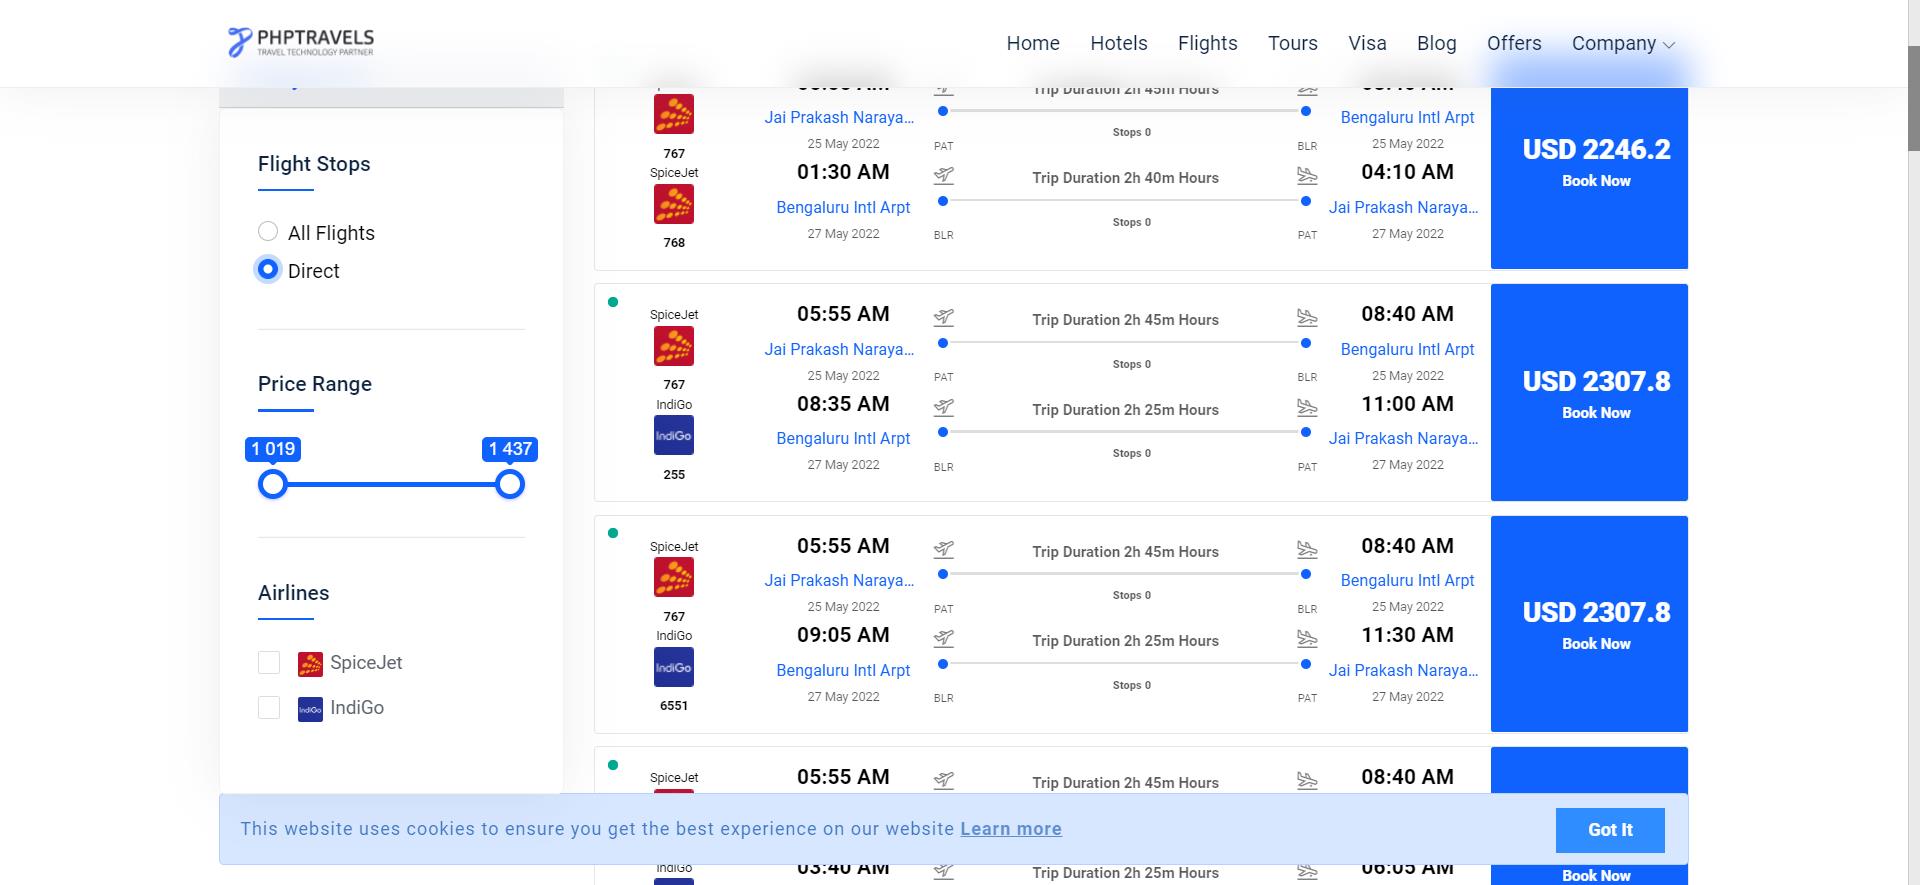 PHPTRAVELS
TRAVEL TECHNOLOGY PARTNER
Home Hotels Flights Tours Visa Blog Offers Company
Flight Stops
All Flights
Direct
Price Range
1 019 1 437
Airlines
SpiceJet
IndiGo IndiGo
Trip Duration 2h 45m Hours
Jai Prakash Naraya... Bengaluru Intl Arpt
25 May 2022 PAT Stops 0 BLR 25 May 2022
767
SpiceJet 01:30 AM Trip Duration 2h 40m Hours 04:10 AM
Bengaluru Intl Arpt Jai Prakash Naraya...
27 May 2022 BLR Stops 0 PAT 27 May 2022
768
USD 2246.2
Book Now
SpiceJet 05:55 AM Trip Duration 2h 45m Hours 08:40 AM
Jai Prakash Naraya... Bengaluru Intl Arpt
25 May 2022 PAT Stops 0 BLR 25 May 2022
767
IndiGo 08:35 AM Trip Duration 2h 25m Hours 11:00 AM
IndiGo Bengaluru Intl Arpt Jai Prakash Naraya...
27 May 2022 BLR Stops 0 PAT 27 May 2022
255
USD 2307.8
Book Now
SpiceJet 05:55 AM Trip Duration 2h 45m Hours 08:40 AM
Jai Prakash Naraya... Bengaluru Intl Arpt
25 May 2022 PAT Stops 0 BLR 25 May 2022
767
IndiGo 09:05 AM Trip Duration 2h 25m Hours 11:30 AM
IndiGo Bengaluru Intl Arpt Jai Prakash Naraya...
27 May 2022 BLR Stops 0 PAT 27 May 2022
6551
USD 2307.8
Book Now
SpiceJet 05:55 AM Trip Duration 2h 45m Hours 08:40 AM
This website uses cookies to ensure you get the best experience on our website Learn more
Got It
IndiGo 03:40 AM Trip Duration 2h 25m Hours 06:05 AM
Book Now